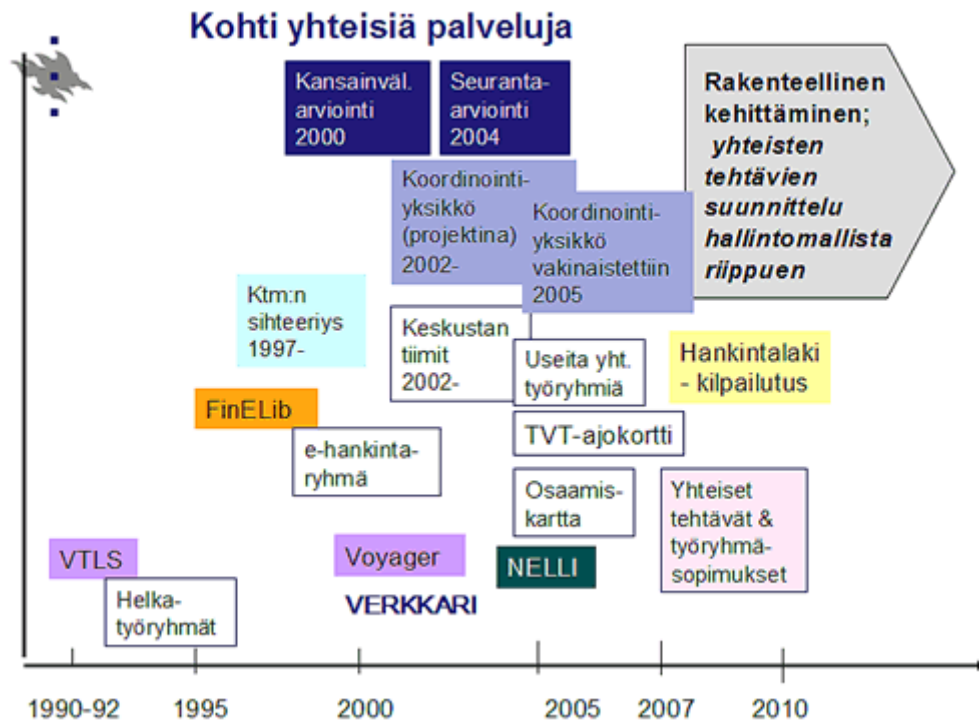 Kohti yhteisiä palveluja
Kansainväl.
arviointi
2000
Seuranta-
arviointi
2004
Rakenteellinen
kehittäminen;
yhteisten
tehtävien
suunnittelu
hallintomallista
riippuen
Koordinointi-
yksikkö
(projektina)
2002-
Koordinointi-
yksikkö
vakinaistettiin
2005
Ktm:n
sihteeriys
1997-
Keskustan
tiimit
2002-
Useita yht.
työryhmiä
Hankintalaki
- kilpailutus
FinELib
e-hankinta-
ryhmä
TVT-ajokortti
Osaamis-
kartta
Yhteiset
tehtävät &
työryhmä-
sopimukset
VTLS
Helka-
työryhmät
Voyager
VERKKARI
NELLI
1990-92 1995 2000 2005 2007 2010